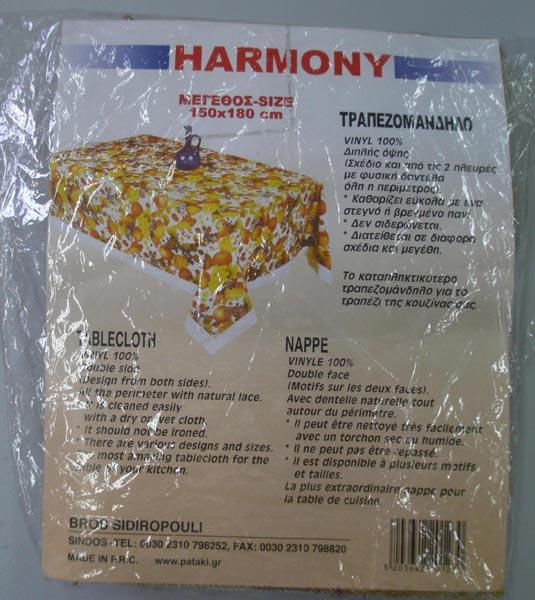 HARMONY
ΜΕΓΕΘΟΣ-SIZE
150x180 cm
ΤΡΑΠΕΖΟΜΑΝΔΗΛΟ
VINYL 100%
Διπλής όψης
(Σχέδιο και από τις 2 πλευρές
με φυσική δαντέλα
όλη η περίμετρος)
* Καθαρίζει εύκολα με ένα
στεγνό ή βρεγμένο πανί
* Δεν σιδερώνεται.
* Διατείθεται σε διάφορα
σχέδια και μεγέθη.
Το καταπληκτικώτερο
τραπεζομάνδηλο για το
τραπέζι της κουζίνας σας.
TABLECLOTH
VINYL 100%
Double side
(Design from both sides).
All the perimeter with natural lace.
is cleaned easily
with a dry or wet cloth.
* It should not be ironed.
* There are various designs and sizes.
The most amazing tablecloth for the
table of your kitchen.
NAPPE
VINYLE 100%
Double face
(Motifs sur les deux faces).
Avec dentelle naturelle tout
autour du périmètre.
* Il peut être nettoyé très facilement
avec un torchon sec ou humide.
* Il ne peut pas être repassé.
* Il est disponible à plusieurs motifs
et tailles.
La plus extraordinaire nappe pour
la table de cuisine.
BROS SIDIROPOULI
SINDOS -TEL: 0030 2310 798252, FAX: 0030 2310 798820
MADE IN P.R.C. www.pataki.gr